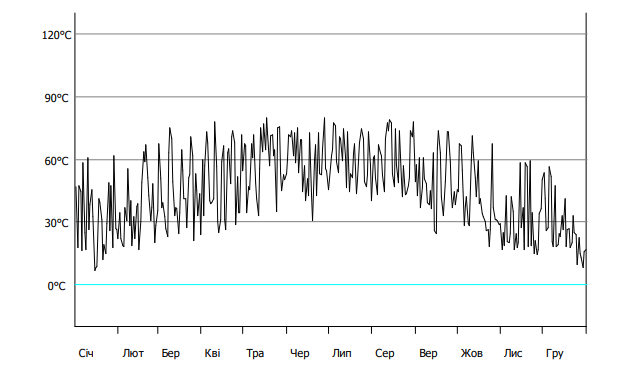 120°C
90°C
60°C
30°C
0°C
Січ Лют Бер Кві Тра Чер Лип Сер Вер Жов Лис Гру